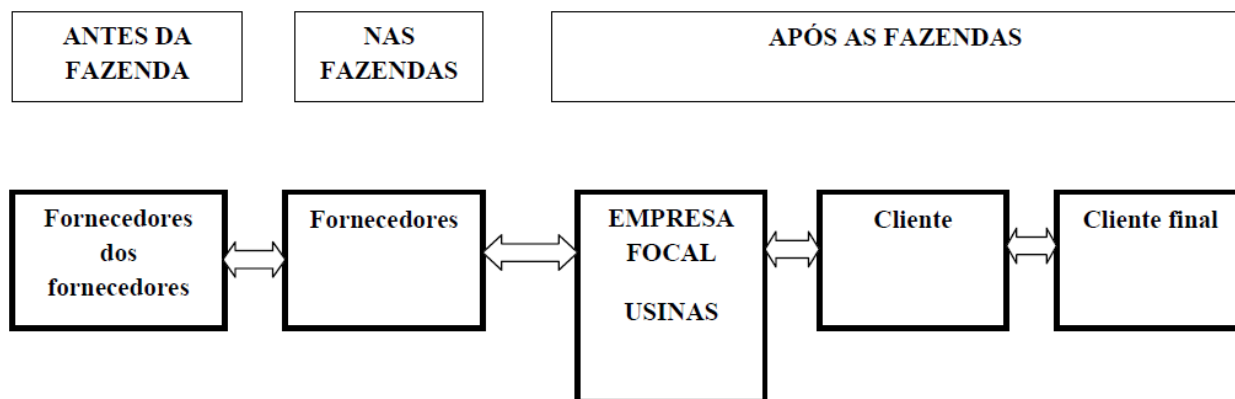 ANTES DA
FAZENDA
NAS
FAZENDAS
APÓS AS FAZENDAS
Fornecedores
dos
fornecedores
Fornecedores
EMPRESA
FOCAL
USINAS
Cliente
Cliente final